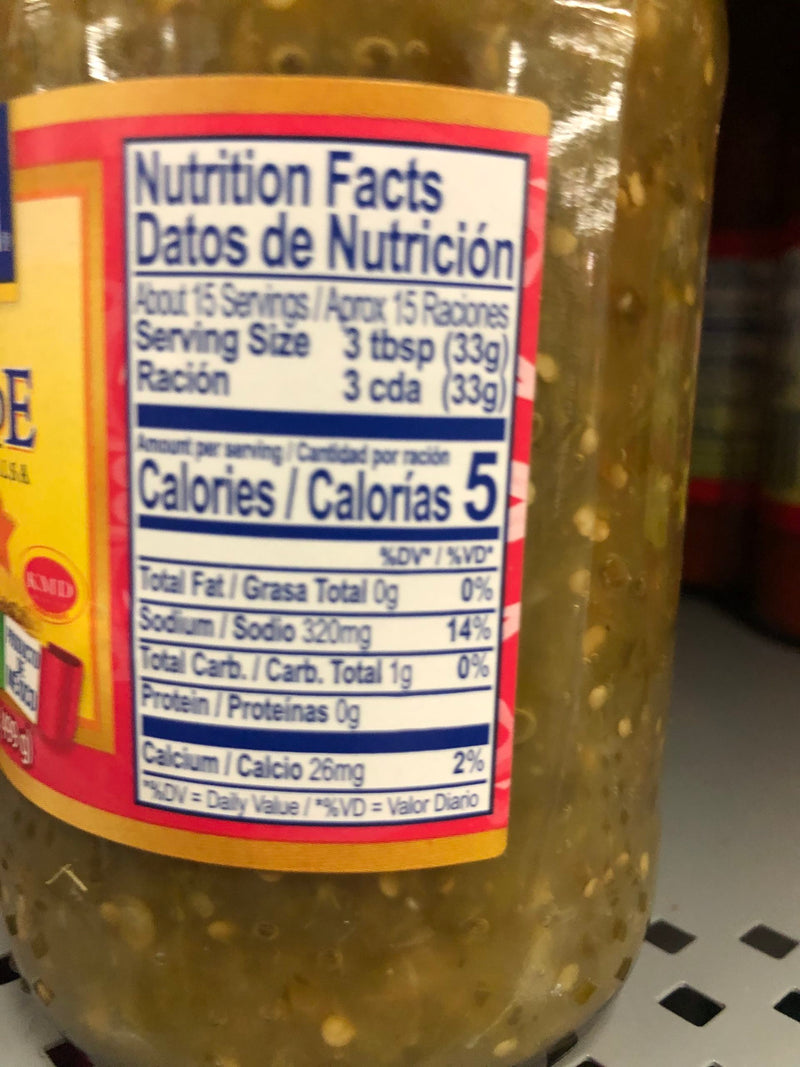 Nutrition Facts
Datos de Nutrición
About 15 Servings / Aprox 15 Raciones
Serving Size 3 tbsp (33g)
Ración 3 cda (33g)
Amount per serving / Cantidad por ración
Calories / Calorías 5
%DV* / %VD*
Total Fat / Grasa Total 0g 0%
Sodium / Sodio 320mg 14%
Total Carb. / Carb. Total 1g 0%
Protein / Proteínas 0g
Calcium / Calcio 26mg 2%
*%DV = Daily Value / *%VD = Valor Diario
DE
KMD
PRODUCTO
DE
MÉXICO